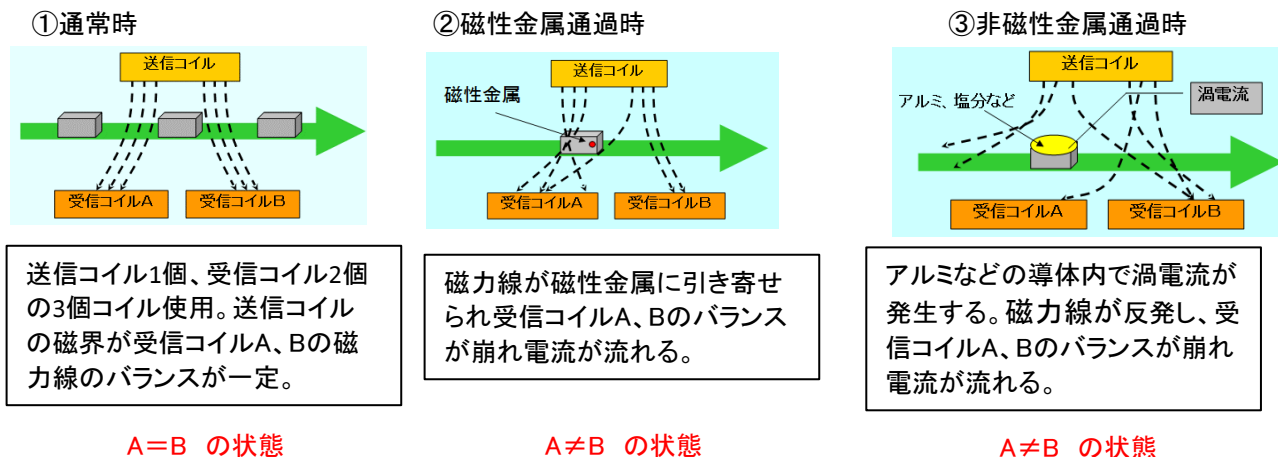 ①通常時
送信コイル
受信コイルA
受信コイルB
送信コイル1個、受信コイル2個
の3個コイル使用。送信コイル
の磁界が受信コイルA、Bの磁
力線のバランスが一定。
A=B の状態
②磁性金属通過時
送信コイル
磁性金属
受信コイルA
受信コイルB
磁力線が磁性金属に引き寄せ
られ受信コイルA、Bのバランス
が崩れ電流が流れる。
A≠B の状態
③非磁性金属通過時
送信コイル
アルミ、塩分など
渦電流
受信コイルA
受信コイルB
アルミなどの導体内で渦電流が
発生する。磁力線が反発し、受
信コイルA、Bのバランスが崩れ
電流が流れる。
A≠B の状態